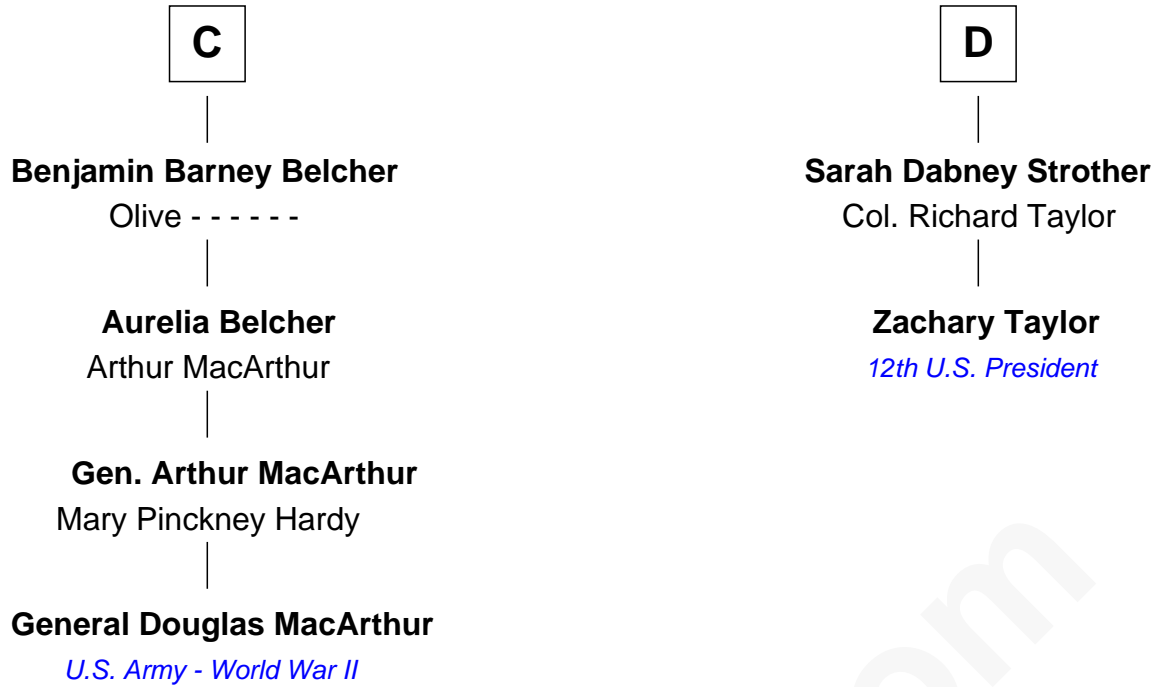 C
Benjamin Barney Belcher
Olive - - - - - -
Aurelia Belcher
Arthur MacArthur
Gen. Arthur MacArthur
Mary Pinckney Hardy
General Douglas MacArthur
U.S. Army - World War II
D
Sarah Dabney Strother
Col. Richard Taylor
Zachary Taylor
12th U.S. President
om